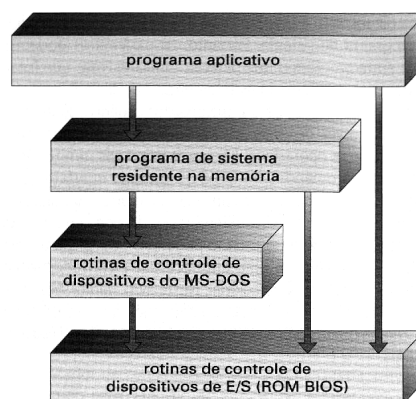 programa aplicativo
programa de sistema
residente na memória
rotinas de controle de
dispositivos do MS-DOS
rotinas de controle de
dispositivos de E/S (ROM BIOS)